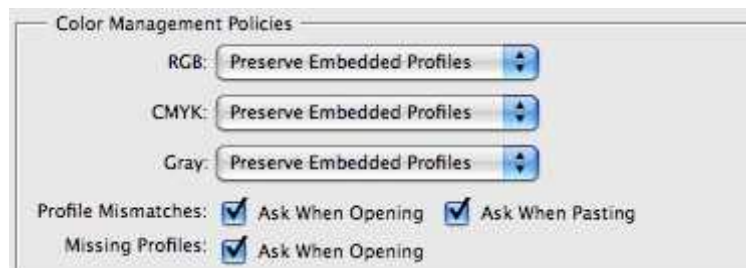 Color Management Policies
RGB: Preserve Embedded Profiles
CMYK: Preserve Embedded Profiles
Gray: Preserve Embedded Profiles
Profile Mismatches: Ask When Opening Ask When Pasting
Missing Profiles: Ask When Opening